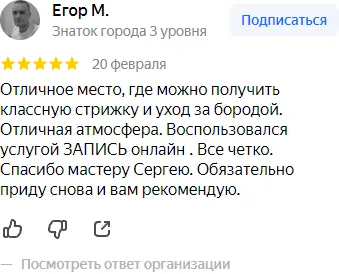 Егор М.
Подписаться
Знаток города 3 уровня
20 февраля
Отличное место, где можно получить
классную стрижку и уход за бородой.
Отличная атмосфера. Воспользовался
услугой ЗАПИСЬ онлайн . Все четко.
Спасибо мастеру Сергею. Обязательно
приду снова и вам рекомендую.
— Посмотреть ответ организации